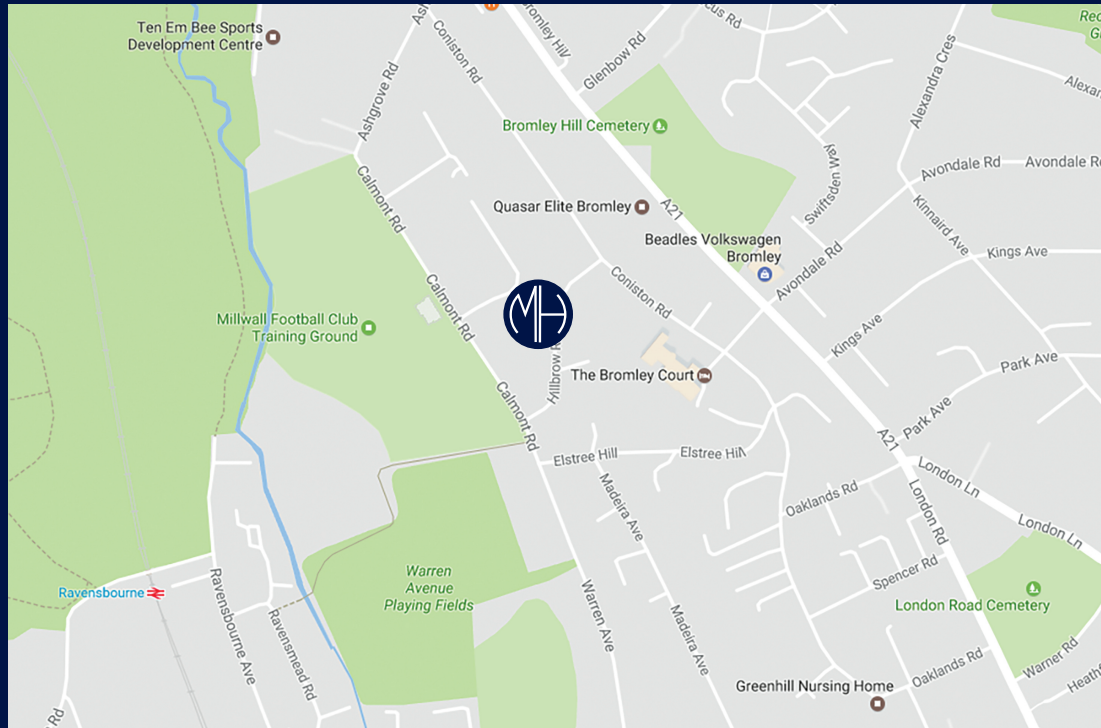 Ten Em Bee Sports
Development Centre
Ashgrove Rd
Coniston Rd
Bromley Hill
Glenbow Rd
Alexandra Cres
Bromley Hill Cemetery
Swiftsden Way
Avondale Rd
Avondale Rd
Calmont Rd
Quasar Elite Bromley
A21
Kinnaird Ave
Beadles Volkswagen
Bromley
Avondale Rd
Kings Ave
Calmont Rd
Coniston Rd
MH
Millwall Football Club
Training Ground
Kings Ave
Hillbrow R
The Bromley Court
Park Ave
Calmont Rd
Park Ave
A21
Elstree Hill
Elstree Hill
London Ln
Madeira Ave
Oaklands Rd
London Rd
London Ln
Ravensbourne
Ravensbourne Ave
Warren
Avenue
Playing Fields
Warren Ave
Spencer Rd
London Road Cemetery
Ravensmead Rd
Madeira Ave
Warner Rd
Oaklands Rd
Greenhill Nursing Home
Rd